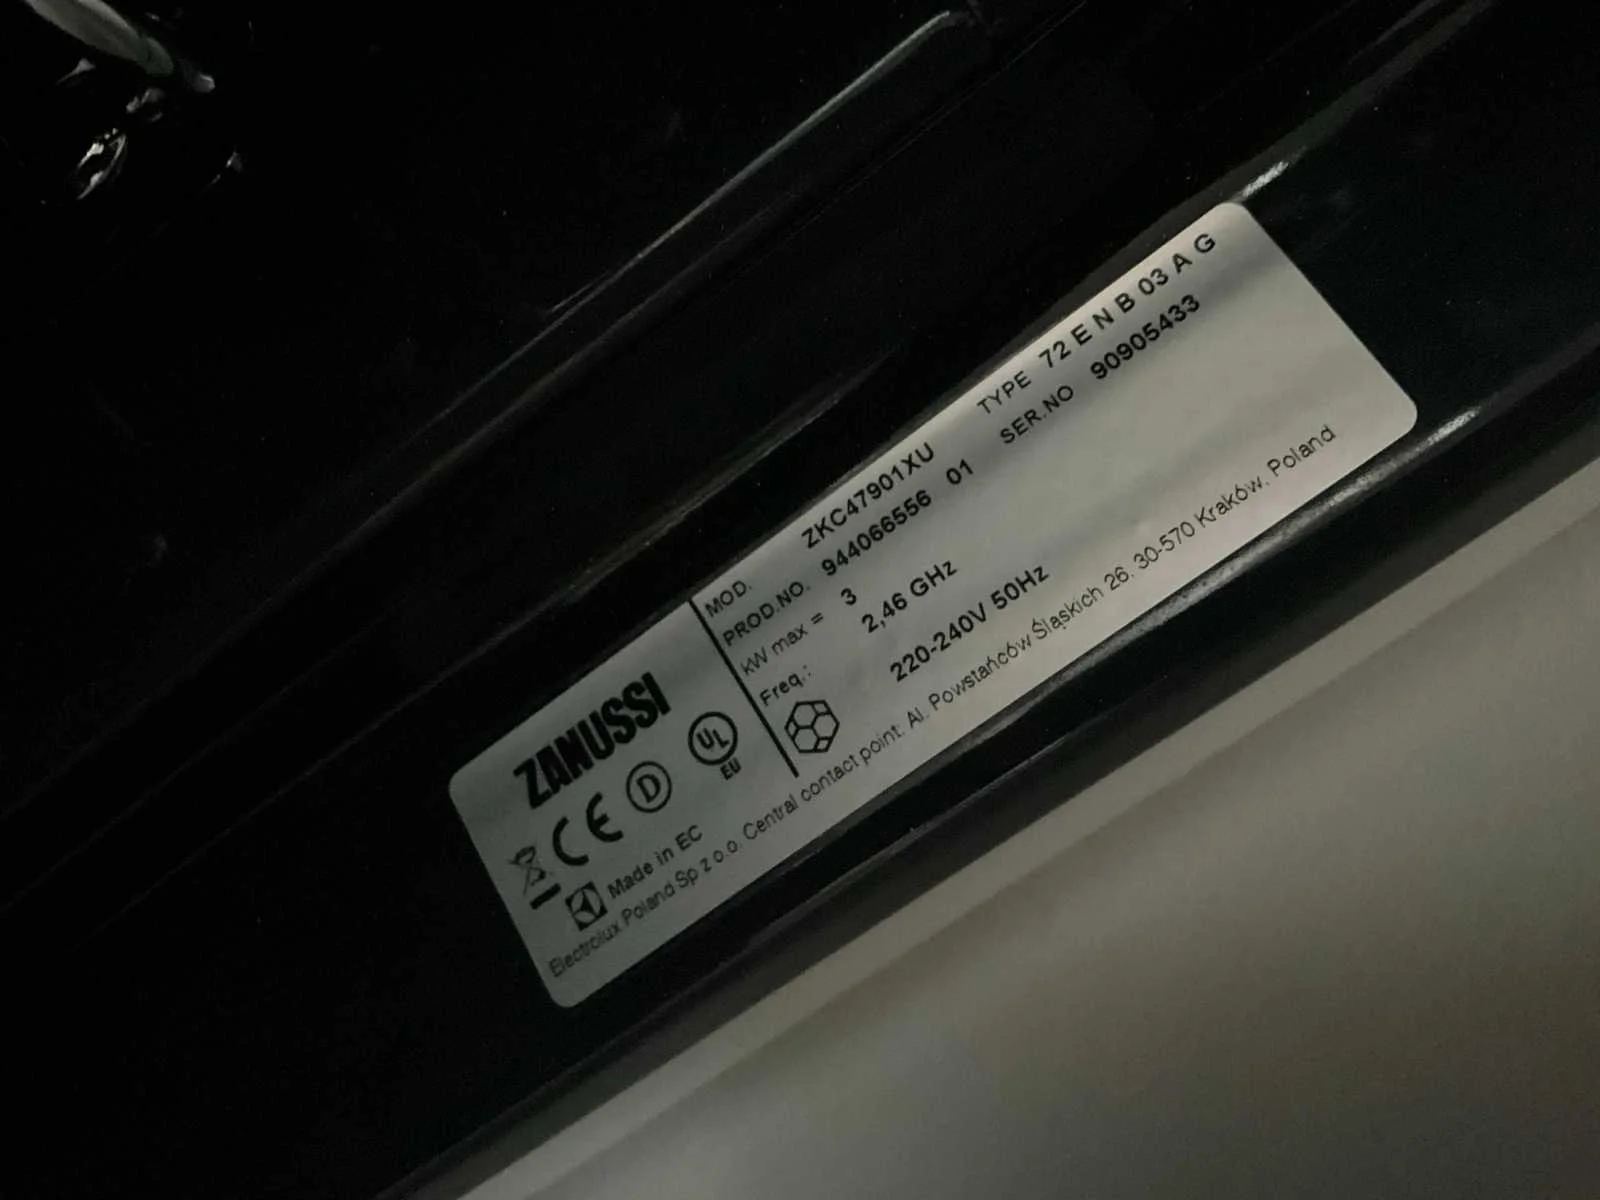 ZANUSSI
CE D UL
EU
Made in EC
MOD. ZKC47901XU TYPE 72 E N B 03 A G
PROD.NO. 944066556 01 SER.NO 90905433
kW max = 3
Freq.: 2,46 GHz
220-240V 50Hz
Electrolux Poland Sp z o.o. Central contact point: Al. Powstańców Śląskich 26, 30-570 Kraków, Poland